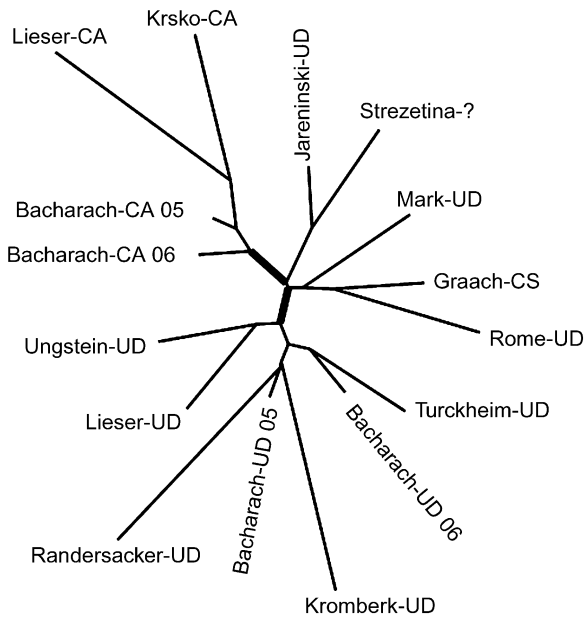 Krsko-CA
Lieser-CA
Jareninski-UD
Strezetina-?
Mark-UD
Bacharach-CA 05
Bacharach-CA 06
Graach-CS
Rome-UD
Ungstein-UD
Lieser-UD
Turckheim-UD
Bacharach-UD 05
Bacharach-UD 06
Randersacker-UD
Kromberk-UD